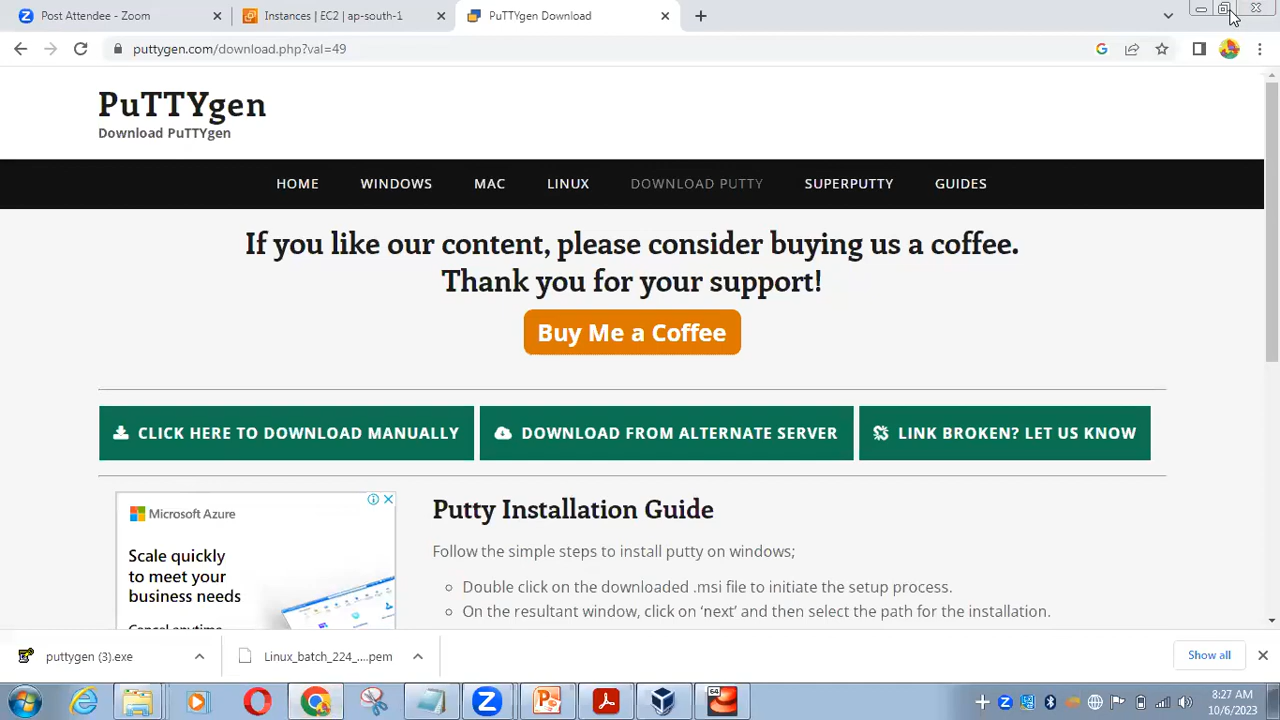 Post Attendee - Zoom
Instances | EC2 | ap-south-1
PuTTYgen Download
puttygen.com/download.php?val=49
PuTTYgen
Download PuTTYgen
HOME WINDOWS MAC LINUX DOWNLOAD PUTTY SUPERPUTTY GUIDES
If you like our content, please consider buying us a coffee.
Thank you for your support!
Buy Me a Coffee
CLICK HERE TO DOWNLOAD MANUALLY
DOWNLOAD FROM ALTERNATE SERVER
LINK BROKEN? LET US KNOW
Microsoft Azure
Scale quickly
to meet your
business needs
Cancel anytime
Putty Installation Guide
Follow the simple steps to install putty on windows;
Double click on the downloaded .msi file to initiate the setup process.
On the resultant window, click on ‘next’ and then select the path for the installation.
puttygen (3).exe
Linux_batch_224_....pem
Show all
64
8:27 AM
10/6/2023